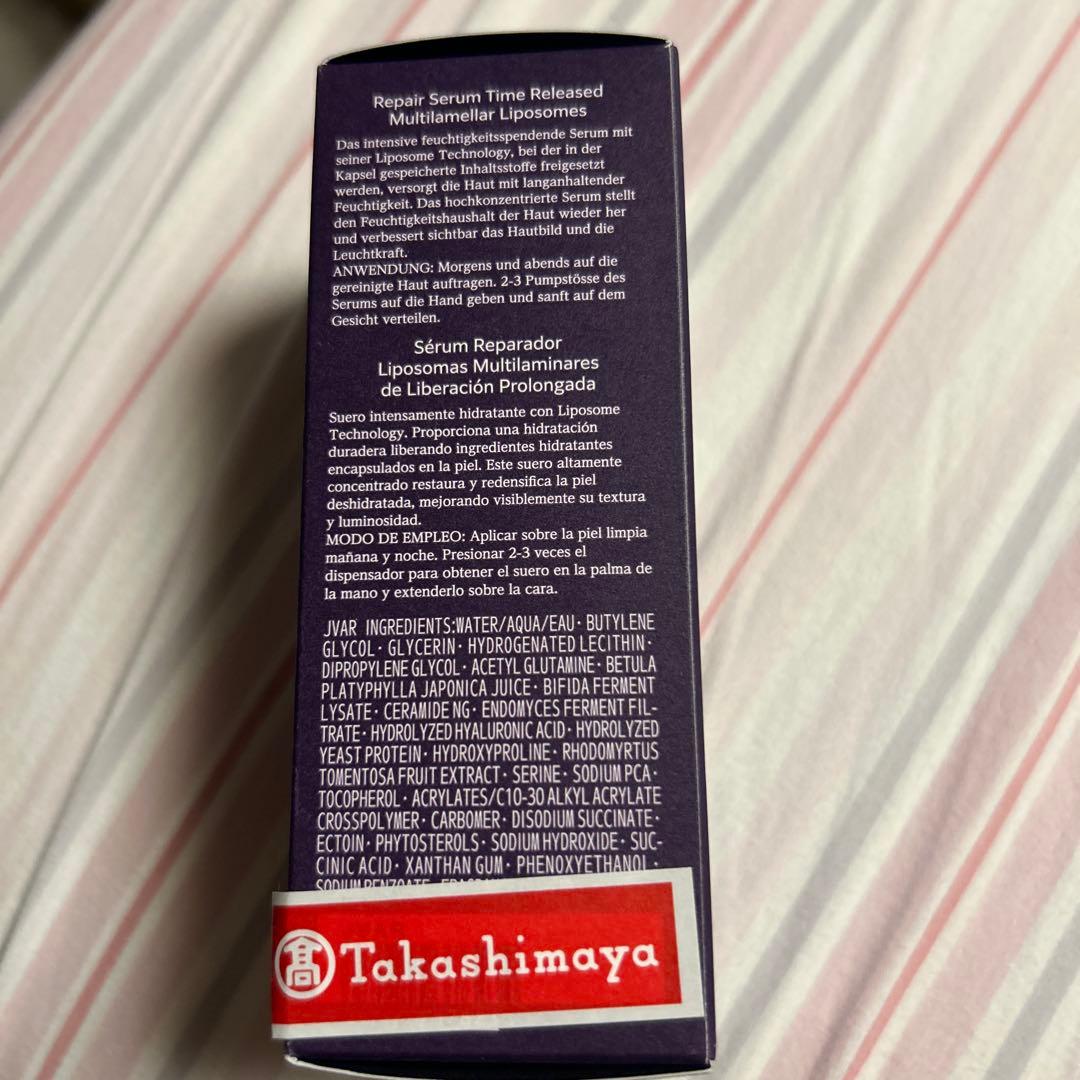 Repair Serum Time Released
Multilamellar Liposomes
Das intensive feuchtigkeitsspendende Serum mit
seiner Liposome Technology, bei der in der
Kapsel gespeicherte Inhaltsstoffe freigesetzt
werden, versorgt die Haut mit langanhaltender
Feuchtigkeit. Das hochkonzentrierte Serum stellt
den Feuchtigkeitshaushalt der Haut wieder her
und verbessert sichtbar das Hautbild und die
Leuchtkraft.
ANWENDUNG: Morgens und abends auf die
gereinigte Haut auftragen. 2-3 Pumpstösse des
Serums auf die Hand geben und sanft auf dem
Gesicht verteilen.
Sérum Reparador
Liposomas Multilaminares
de Liberación Prolongada
Suero intensamente hidratante con Liposome
Technology. Proporciona una hidratación
duradera liberando ingredientes hidratantes
encapsulados en la piel. Este suero altamente
concentrado restaura y redensifica la piel
deshidratada, mejorando visiblemente su textura
y luminosidad.
MODO DE EMPLEO: Aplicar sobre la piel limpia
mañana y noche. Presionar 2-3 veces el
dispensador para obtener el suero en la palma de
la mano y extenderlo sobre la cara.
JVAR INGREDIENTS:WATER/AQUA/EAU· BUTYLENE
GLYCOL· GLYCERIN· HYDROGENATED LECITHIN·
DIPROPYLENE GLYCOL· ACETYL GLUTAMINE· BETULA
PLATYPHYLLA JAPONICA JUICE· BIFIDA FERMENT
LYSATE· CERAMIDE NG· ENDOMYCES FERMENT FIL-
TRATE· HYDROLYZED HYALURONIC ACID· HYDROLYZED
YEAST PROTEIN· HYDROXYPROLINE· RHODOMYRTUS
TOMENTOSA FRUIT EXTRACT· SERINE· SODIUM PCA·
TOCOPHEROL· ACRYLATES/C10-30 ALKYL ACRYLATE
CROSSPOLYMER· CARBOMER· DISODIUM SUCCINATE·
ECTOIN· PHYTOSTEROLS· SODIUM HYDROXIDE· SUC-
CINIC ACID· XANTHAN GUM· PHENOXYETHANOL·
SODIUM BENZOATE
髙 Takashimaya